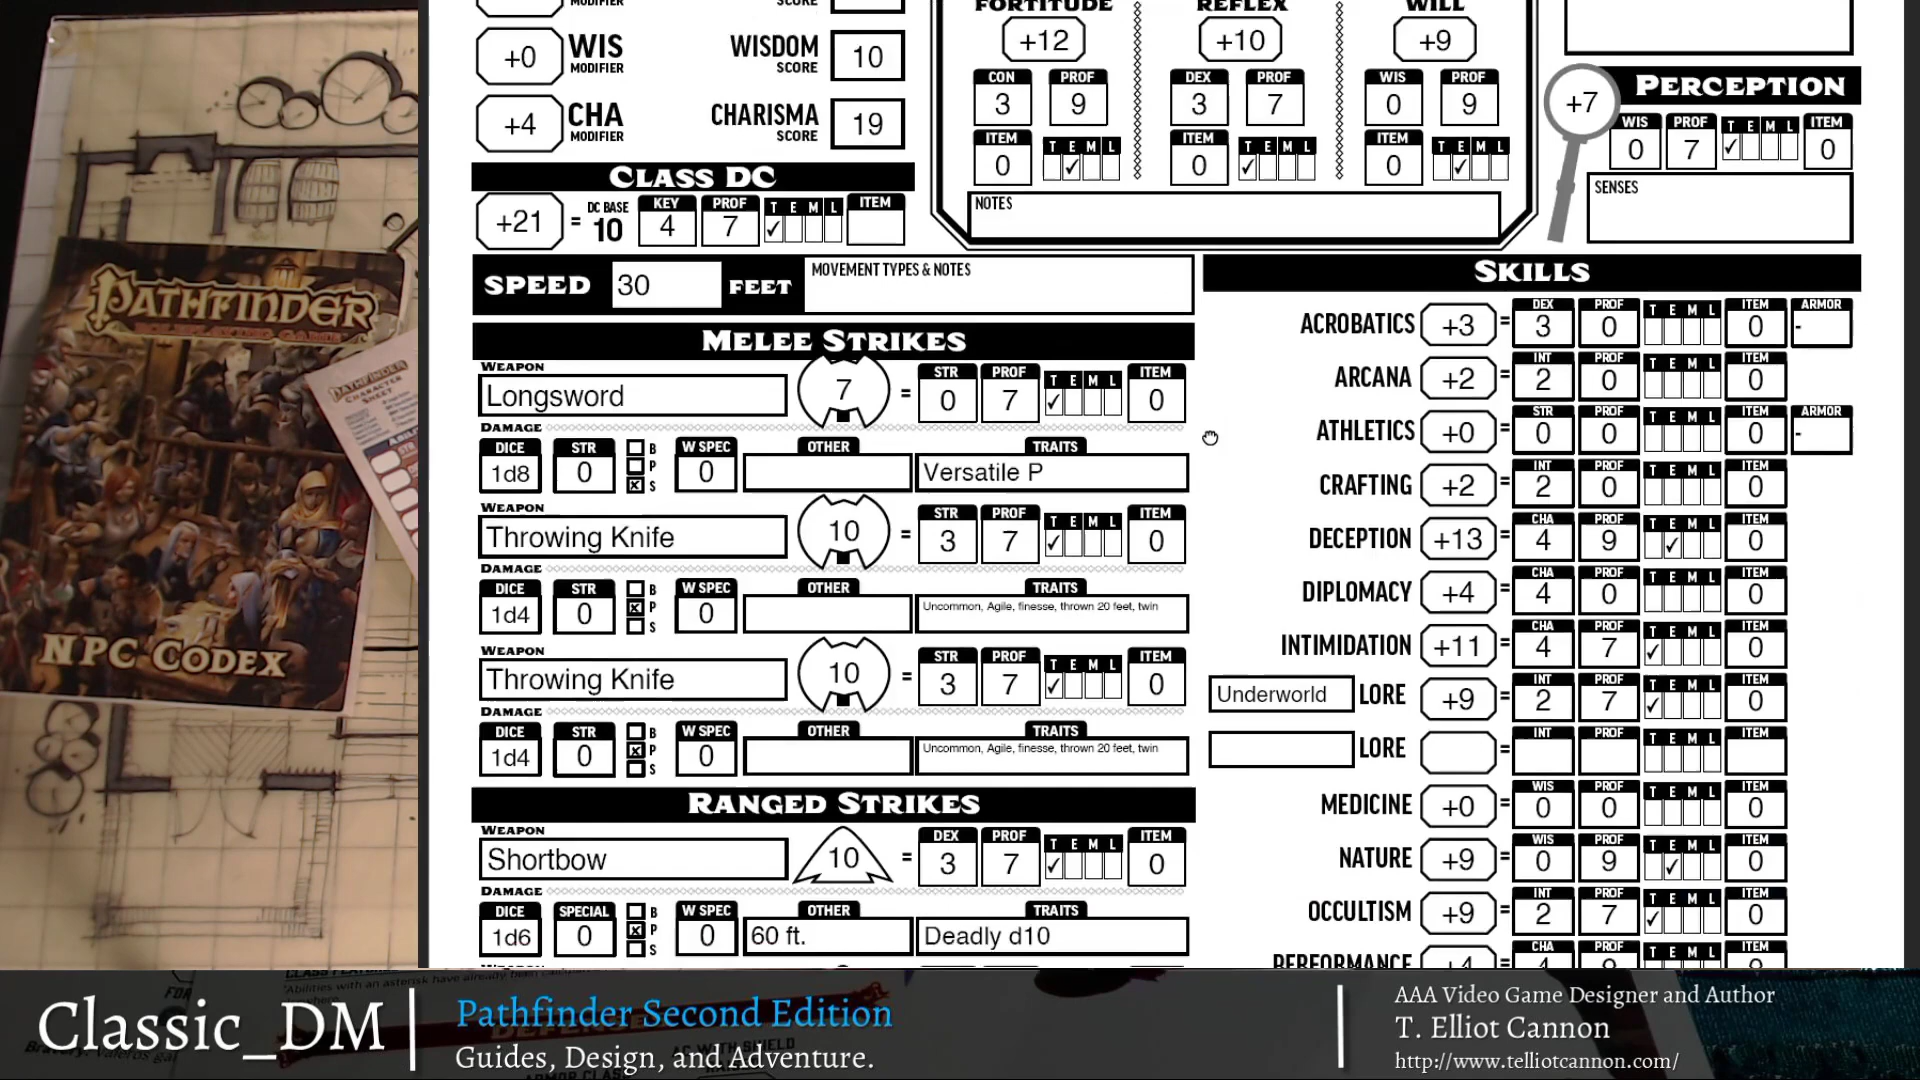 FORTITUDE REFLEX WILL
MODIFIER SCORE
+12 +10 +9
+0 WIS MODIFIER WISDOM SCORE 10
CON PROF DEX PROF WIS PROF
3 9 3 7 0 9
PERCEPTION
+7
WIS PROF T E M L ITEM
0 7 ✓ 0
+4 CHA MODIFIER CHARISMA SCORE 19
ITEM T E M L ITEM T E M L ITEM T E M L
0 ✓ 0 ✓ 0 ✓
SENSES
CLASS DC
+21 = DC BASE 10 KEY 4 PROF 7 T E M L ✓ ITEM
NOTES
SPEED 30 FEET MOVEMENT TYPES & NOTES
MELEE STRIKES
WEAPON
Longsword 7 = STR 0 PROF 7 T E M L ✓ ITEM 0
DAMAGE
DICE STR B P S W SPEC OTHER TRAITS
1d8 0 x 0 Versatile P
WEAPON
Throwing Knife 10 = STR 3 PROF 7 T E M L ✓ ITEM 0
DAMAGE
DICE STR B P S W SPEC OTHER TRAITS
1d4 0 x 0 Uncommon, Agile, finesse, thrown 20 feet, twin
WEAPON
Throwing Knife 10 = STR 3 PROF 7 T E M L ✓ ITEM 0
DAMAGE
DICE STR B P S W SPEC OTHER TRAITS
1d4 0 x 0 Uncommon, Agile, finesse, thrown 20 feet, twin
RANGED STRIKES
WEAPON
Shortbow 10 = DEX 3 PROF 7 T E M L ✓ ITEM 0
DAMAGE
DICE SPECIAL B P S W SPEC OTHER TRAITS
1d6 0 x 0 60 ft. Deadly d10
SKILLS
ACROBATICS +3 = DEX 3 PROF 0 T E M L ITEM 0 ARMOR -
ARCANA +2 = INT 2 PROF 0 T E M L ITEM 0
ATHLETICS +0 = STR 0 PROF 0 T E M L ITEM 0 ARMOR -
CRAFTING +2 = INT 2 PROF 0 T E M L ITEM 0
DECEPTION +13 = CHA 4 PROF 9 T E M L ✓ ITEM 0
DIPLOMACY +4 = CHA 4 PROF 0 T E M L ITEM 0
INTIMIDATION +11 = CHA 4 PROF 7 T E M L ✓ ITEM 0
Underworld LORE +9 = INT 2 PROF 7 T E M L ✓ ITEM 0
LORE = INT PROF T E M L ITEM
MEDICINE +0 = WIS 0 PROF 0 T E M L ITEM 0
NATURE +9 = WIS 0 PROF 9 T E M L ✓ ITEM 0
OCCULTISM +9 = INT 2 PROF 7 T E M L ✓ ITEM 0
PERFORMANCE +4 CHA PROF T E M L ITEM
PATHFINDER
ROLEPLAYING GAME
NPC CODEX
PATHFINDER
CHARACTER
SHEET
Classic_DM
Pathfinder Second Edition
Guides, Design, and Adventure.
AAA Video Game Designer and Author
T. Elliot Cannon
http://www.telliotcannon.com/